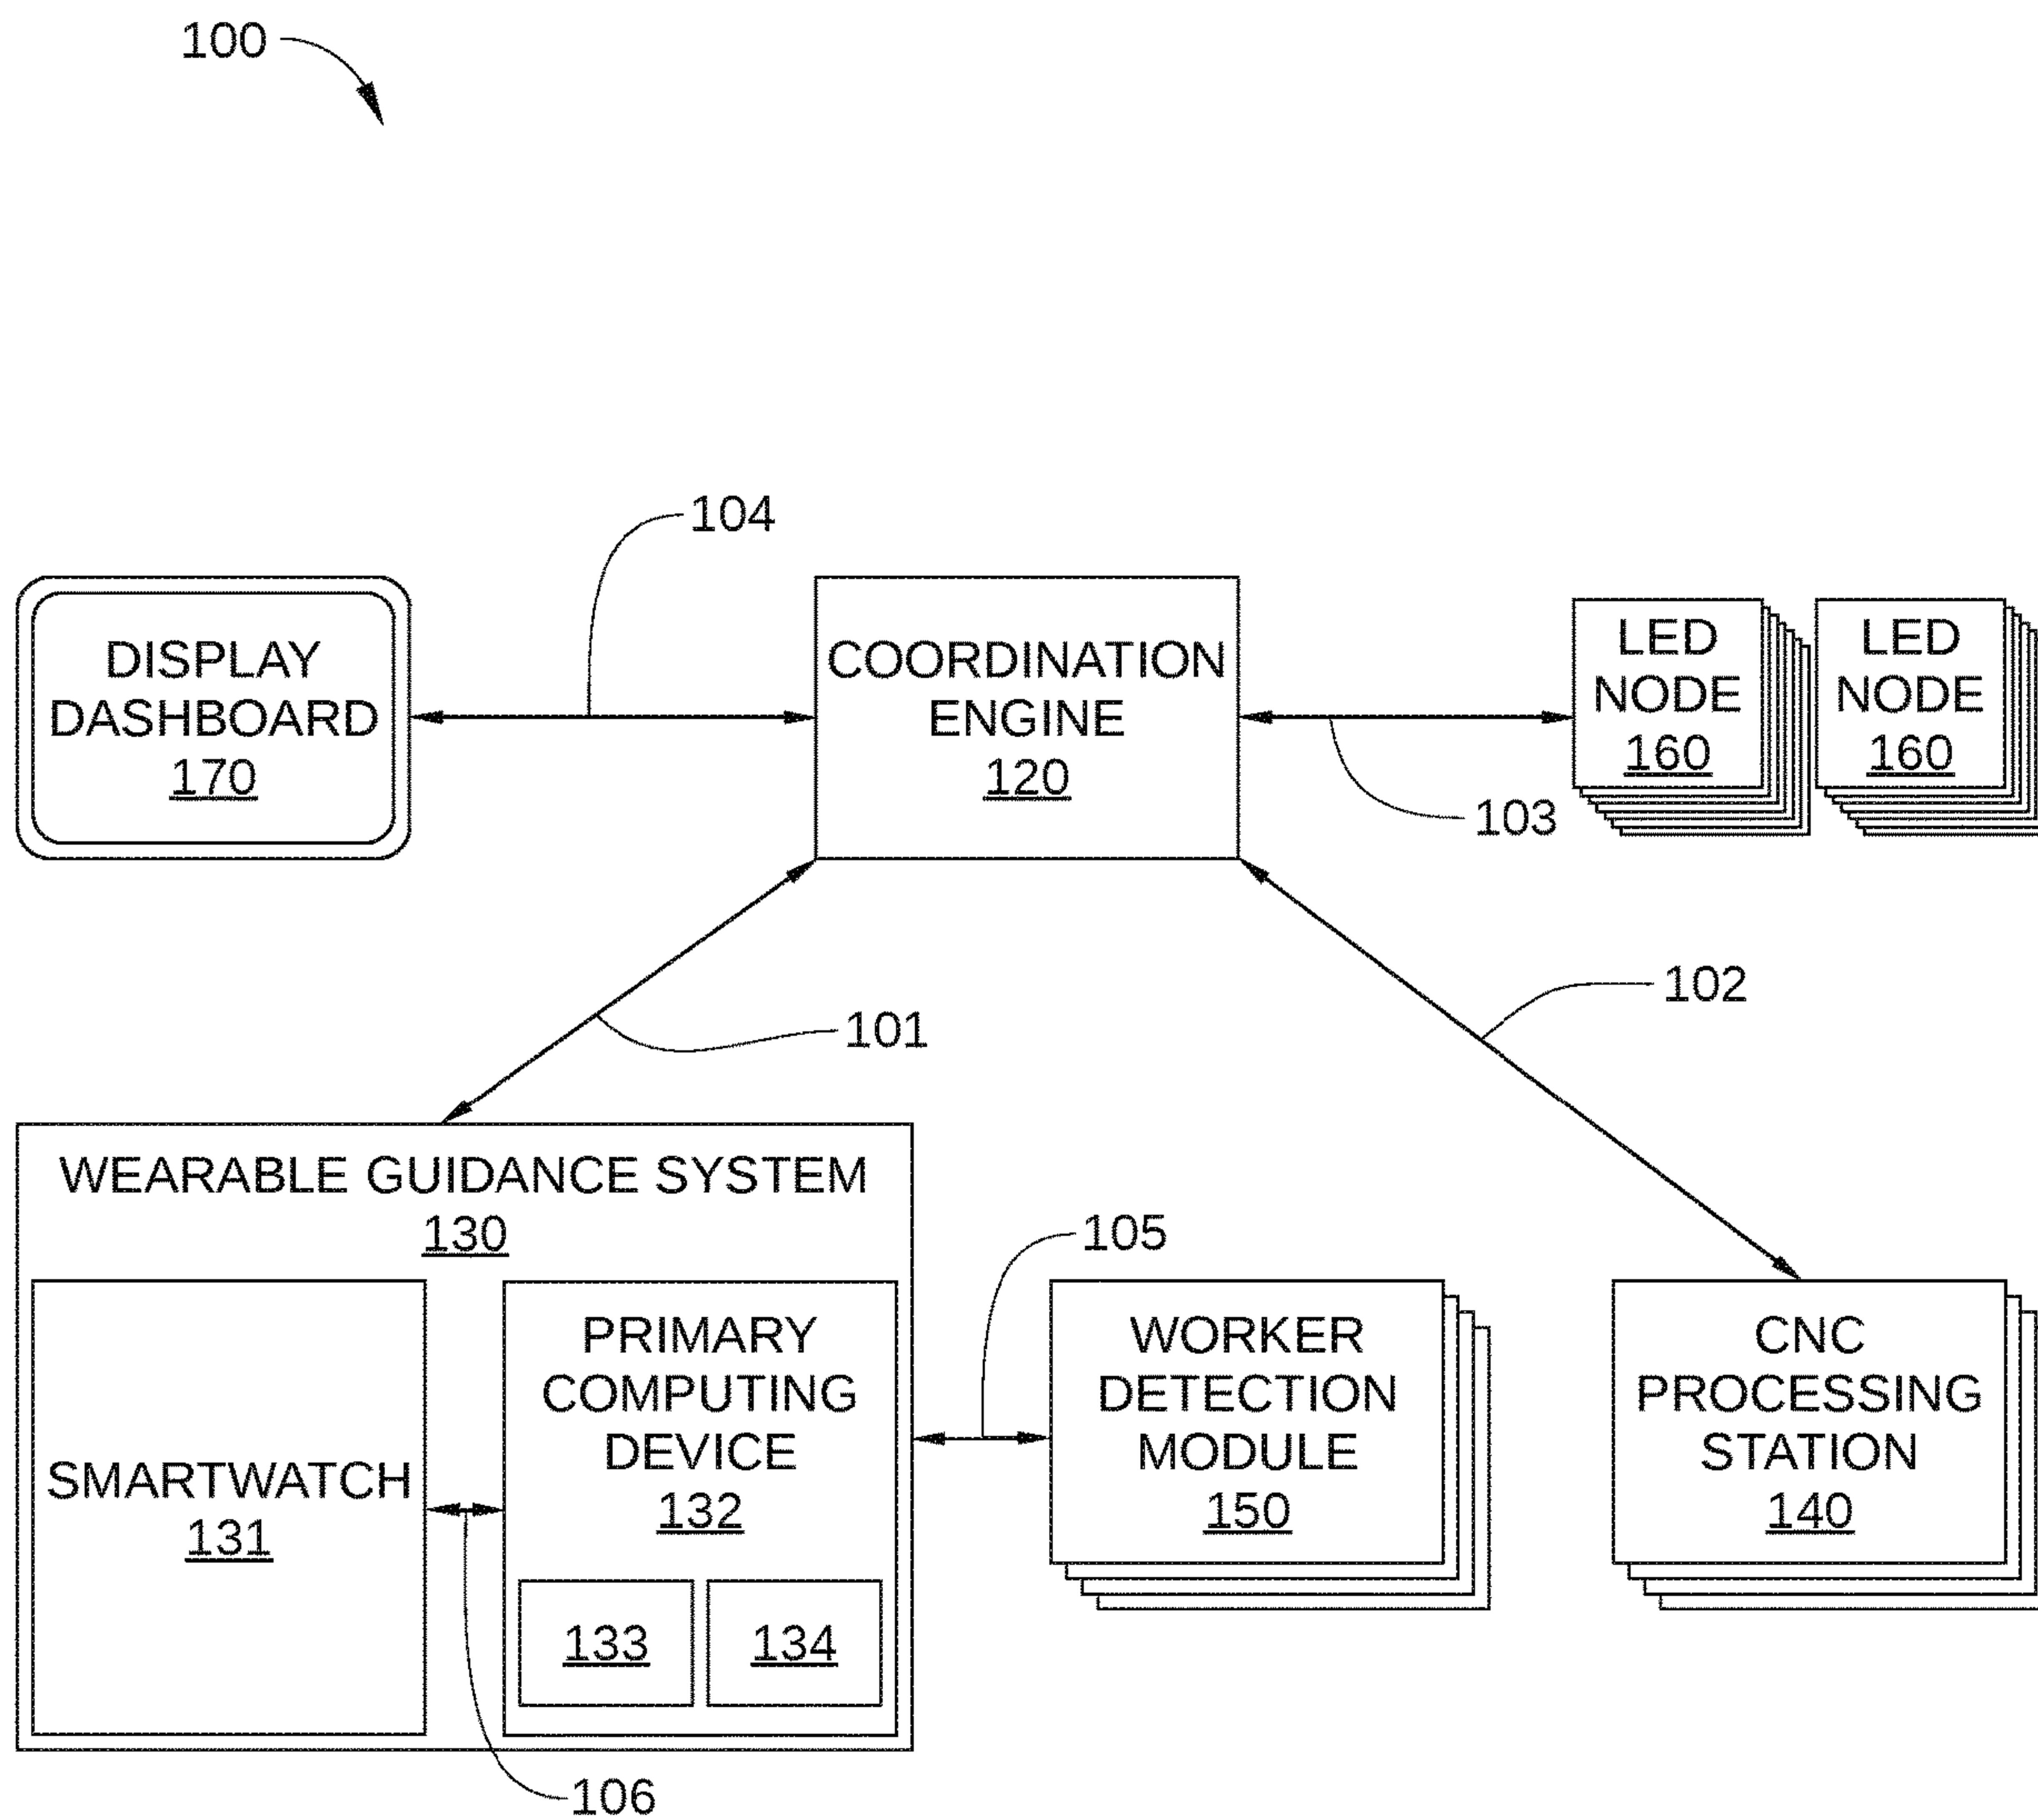 100
104
DISPLAY
DASHBOARD
170
COORDINATION
ENGINE
120
103
LED
NODE
160
LED
NODE
160
101
102
WEARABLE GUIDANCE SYSTEM
130
SMARTWATCH
131
PRIMARY
COMPUTING
DEVICE
132
133
134
106
105
WORKER
DETECTION
MODULE
150
CNC
PROCESSING
STATION
140